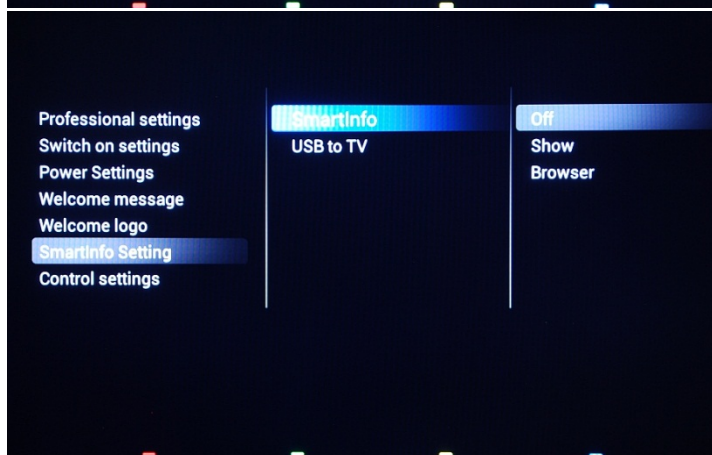 Professional settings
Switch on settings
Power Settings
Welcome message
Welcome logo
SmartInfo Setting
Control settings
SmartInfo
USB to TV
Off
Show
Browser